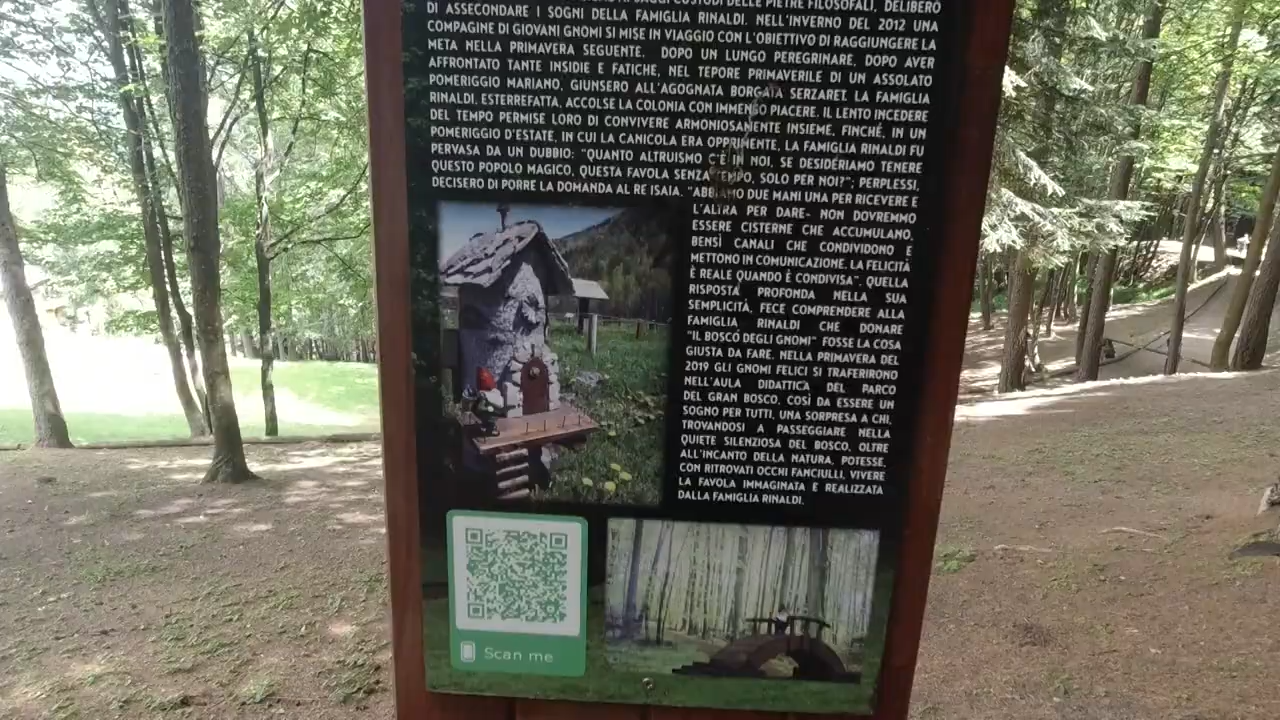 SAGGI CUSTODI DELLE PIETRE FILOSOFALI, DELIBERÒ
DI ASSECONDARE I SOGNI DELLA FAMIGLIA RINALDI. NELL'INVERNO DEL 2012 UNA
COMPAGINE DI GIOVANI GNOMI SI MISE IN VIAGGIO CON L'OBIETTIVO DI RAGGIUNGERE LA
META NELLA PRIMAVERA SEGUENTE. DOPO UN LUNGO PEREGRINARE, DOPO AVER
AFFRONTATO TANTE INSIDIE E FATICHE, NEL TEPORE PRIMAVERILE DI UN ASSOLATO
POMERIGGIO MARIANO, GIUNSERO ALL'AGOGNATA BORGATA SERZARET. LA FAMIGLIA
RINALDI, ESTERREFATTA, ACCOLSE LA COLONIA CON IMMENSO PIACERE. IL LENTO INCEDERE
DEL TEMPO PERMISE LORO DI CONVIVERE ARMONIOSAMENTE INSIEME, FINCHÉ, IN UN
POMERIGGIO D'ESTATE, IN CUI LA CANICOLA ERA OPPRIMENTE, LA FAMIGLIA RINALDI FU
PERVASA DA UN DUBBIO: "QUANTO ALTRUISMO C'È IN NOI, SE DESIDERIAMO TENERE
QUESTO POPOLO MAGICO, QUESTA FAVOLA SENZA TEMPO, SOLO PER NOI?"; PERPLESSI,
DECISERO DI PORRE LA DOMANDA AL RE ISAIA. "ABBIAMO DUE MANI UNA PER RICEVERE E
L'ALTRA PER DARE- NON DOVREMMO
ESSERE CISTERNE CHE ACCUMULANO,
BENSÌ CANALI CHE CONDIVIDONO E
METTONO IN COMUNICAZIONE. LA FELICITÀ
È REALE QUANDO È CONDIVISA". QUELLA
RISPOSTA PROFONDA NELLA SUA
SEMPLICITÀ, FECE COMPRENDERE ALLA
FAMIGLIA RINALDI CHE DONARE
"IL BOSCO DEGLI GNOMI" FOSSE LA COSA
GIUSTA DA FARE. NELLA PRIMAVERA DEL
2019 GLI GNOMI FELICI SI TRAFERIRONO
NELL'AULA DIDATTICA DEL PARCO
DEL GRAN BOSCO, COSÌ DA ESSERE UN
SOGNO PER TUTTI, UNA SORPRESA A CHI,
TROVANDOSI A PASSEGGIARE NELLA
QUIETE SILENZIOSA DEL BOSCO, OLTRE
ALL'INCANTO DELLA NATURA, POTESSE,
CON RITROVATI OCCHI FANCIULLI, VIVERE
LA FAVOLA IMMAGINATA E REALIZZATA
DALLA FAMIGLIA RINALDI.
Scan me